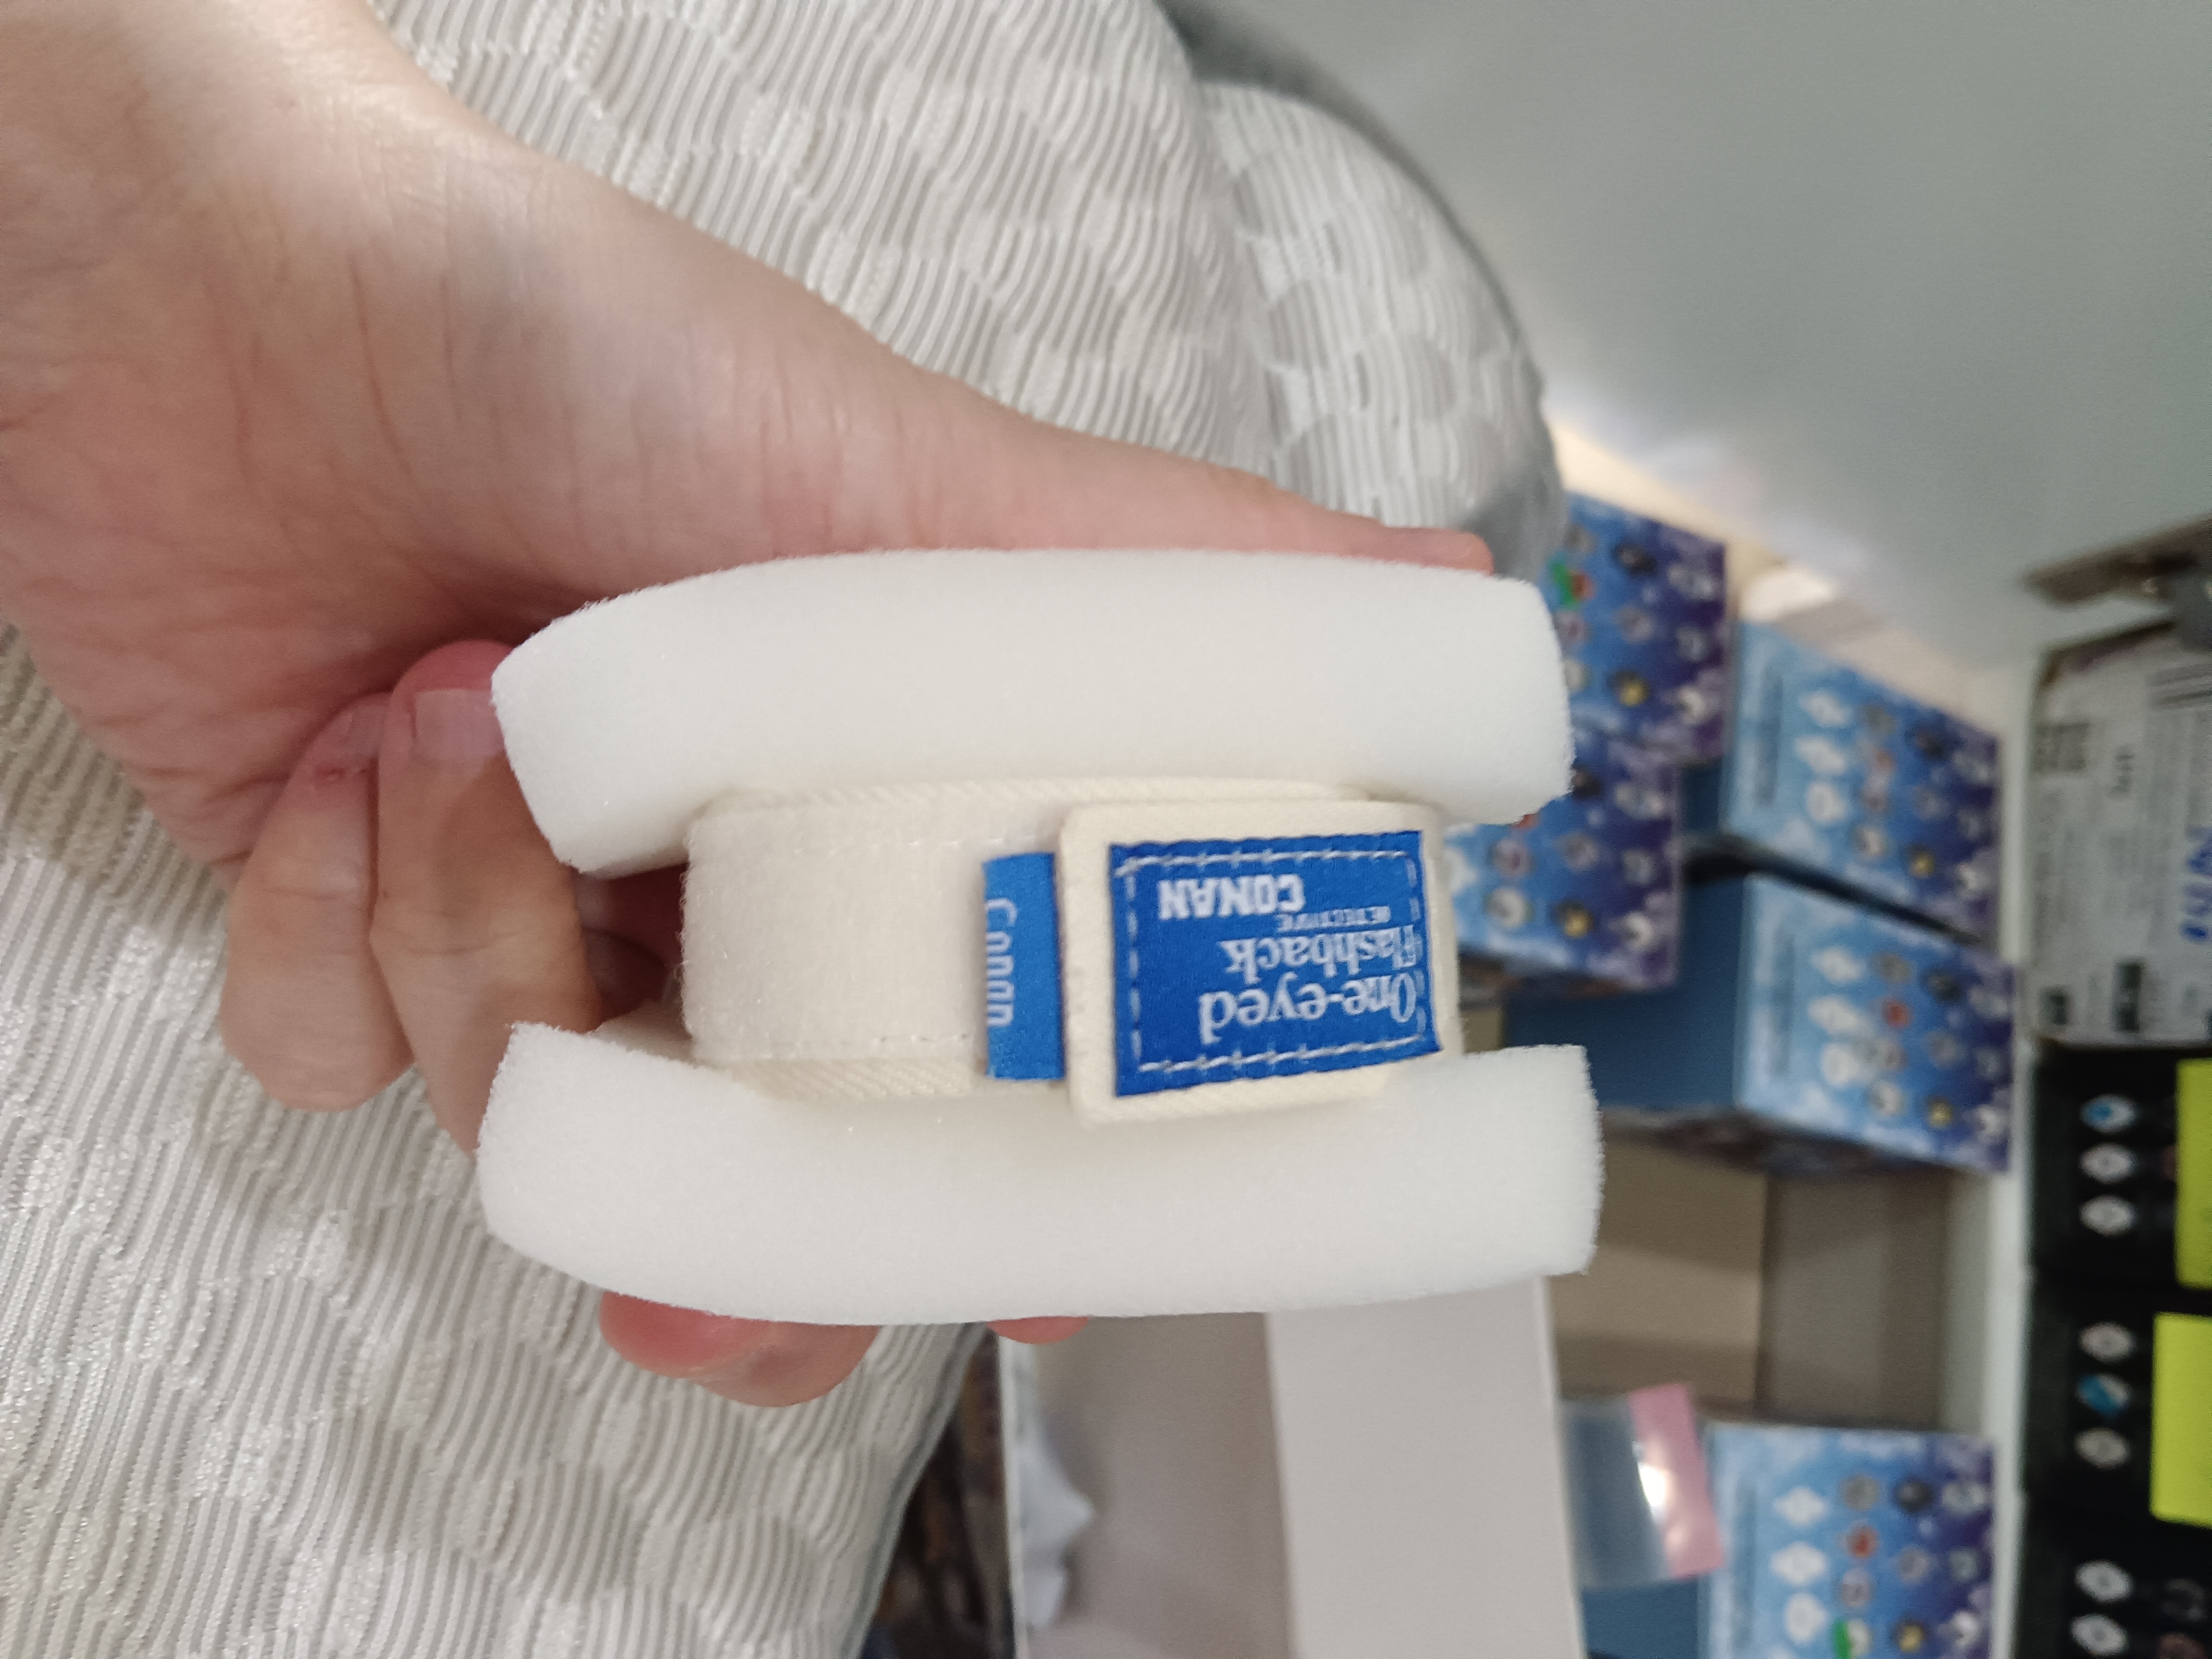 One-eyed
Flashback
DETECTIVE
CONAN
Conan